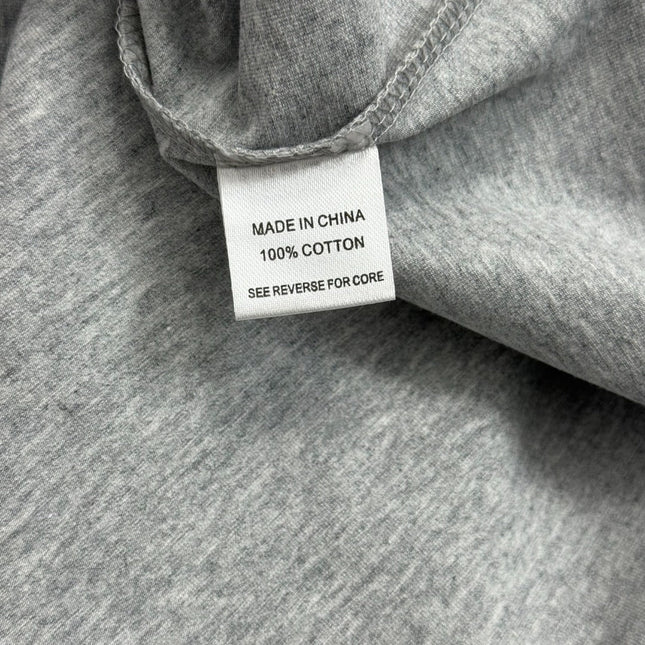 MADE IN CHINA
100% COTTON
SEE REVERSE FOR CORE